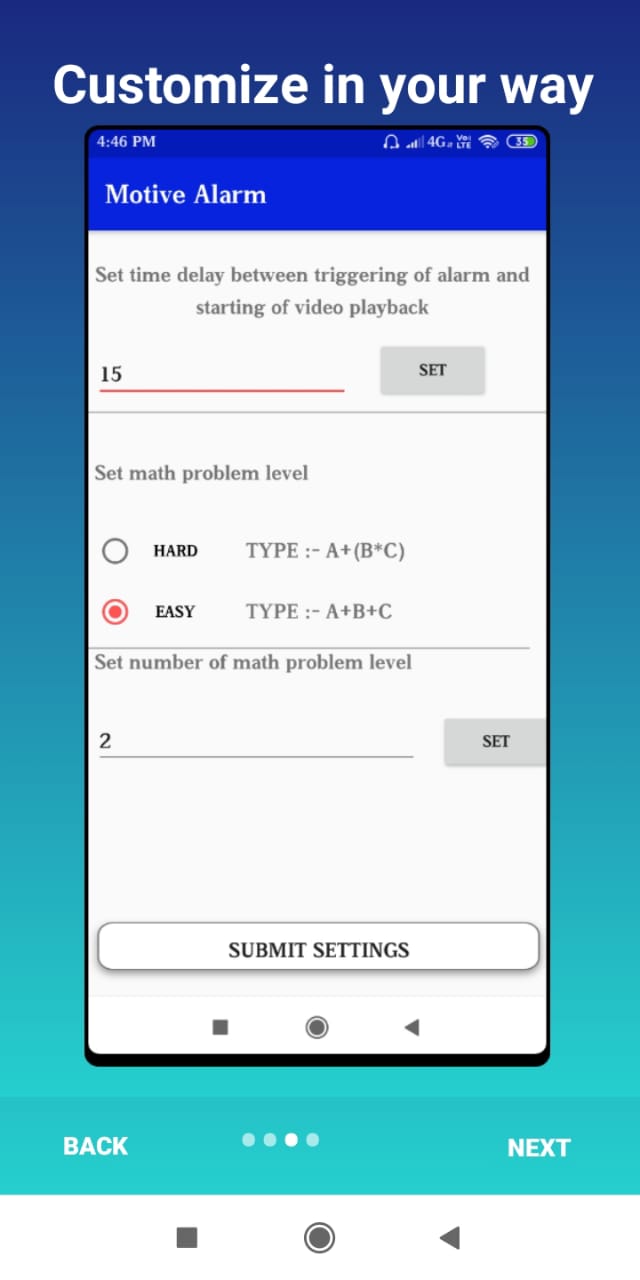 Customize in your way
4:46 PM 4G Vo LTE 35
Motive Alarm
Set time delay between triggering of alarm and
starting of video playback
15 SET
Set math problem level
HARD TYPE :- A+(B*C)
EASY TYPE :- A+B+C
Set number of math problem level
2 SET
SUBMIT SETTINGS
BACK NEXT